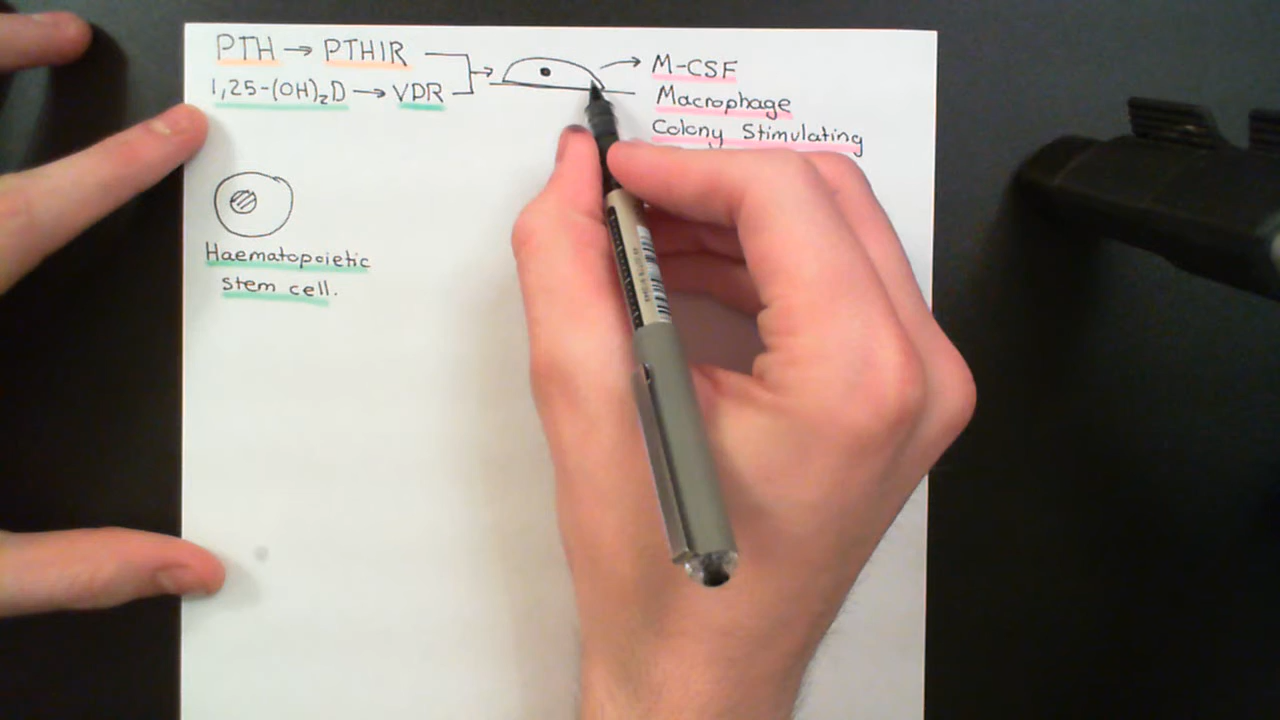 PTH → PTH1R
1,25-(OH)₂D → VDR
→ M-CSF
Macrophage
Colony Stimulating
Haematopoietic
stem cell.